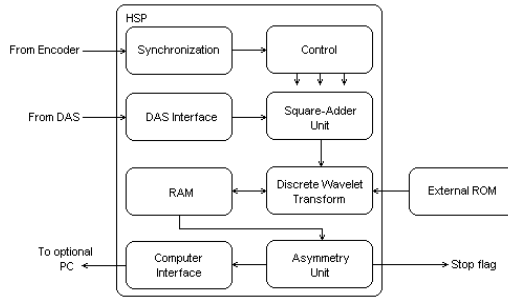 HSP
From Encoder
Synchronization
Control
From DAS
DAS Interface
Square-Adder
Unit
RAM
Discrete Wavelet
Transform
External ROM
To optional
PC
Computer
Interface
Asymmetry
Unit
Stop flag